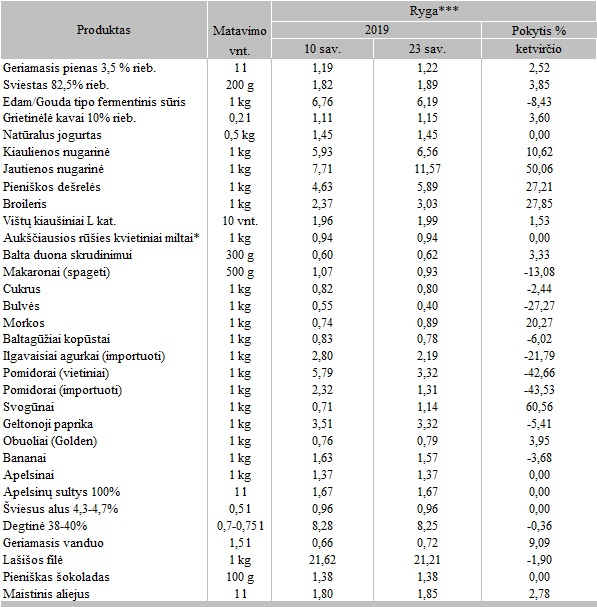 Produktas Matavimo vnt. Ryga***
2019 Pokytis % ketvirčio
10 sav. 23 sav.
Geriamasis pienas 3,5 % rieb. 1 l 1,19 1,22 2,52
Sviestas 82,5% rieb. 200 g 1,82 1,89 3,85
Edam/Gouda tipo fermentinis sūris 1 kg 6,76 6,19 -8,43
Grietinėlė kavai 10% rieb. 0,2 l 1,11 1,15 3,60
Natūralus jogurtas 0,5 kg 1,45 1,45 0,00
Kiaulienos nugarinė 1 kg 5,93 6,56 10,62
Jautienos nugarinė 1 kg 7,71 11,57 50,06
Pieniškos dešrelės 1 kg 4,63 5,89 27,21
Broileris 1 kg 2,37 3,03 27,85
Vištų kiaušiniai L kat. 10 vnt. 1,96 1,99 1,53
Aukščiausios rūšies kvietiniai miltai* 1 kg 0,94 0,94 0,00
Balta duona skrudinimui 300 g 0,60 0,62 3,33
Makaronai (spageti) 500 g 1,07 0,93 -13,08
Cukrus 1 kg 0,82 0,80 -2,44
Bulvės 1 kg 0,55 0,40 -27,27
Morkos 1 kg 0,74 0,89 20,27
Baltagūžiai kopūstai 1 kg 0,83 0,78 -6,02
Ilgavaisiai agurkai (importuoti) 1 kg 2,80 2,19 -21,79
Pomidorai (vietiniai) 1 kg 5,79 3,32 -42,66
Pomidorai (importuoti) 1 kg 2,32 1,31 -43,53
Svogūnai 1 kg 0,71 1,14 60,56
Geltonoji paprika 1 kg 3,51 3,32 -5,41
Obuoliai (Golden) 1 kg 0,76 0,79 3,95
Bananai 1 kg 1,63 1,57 -3,68
Apelsinai 1 kg 1,37 1,37 0,00
Apelsinų sultys 100% 1 l 1,67 1,67 0,00
Šviesus alus 4,3-4,7% 0,5 l 0,96 0,96 0,00
Degtinė 38-40% 0,7-0,75 l 8,28 8,25 -0,36
Geriamasis vanduo 1,5 l 0,66 0,72 9,09
Lašišos filė 1 kg 21,62 21,21 -1,90
Pieniškas šokoladas 100 g 1,38 1,38 0,00
Maistinis aliejus 1 l 1,80 1,85 2,78